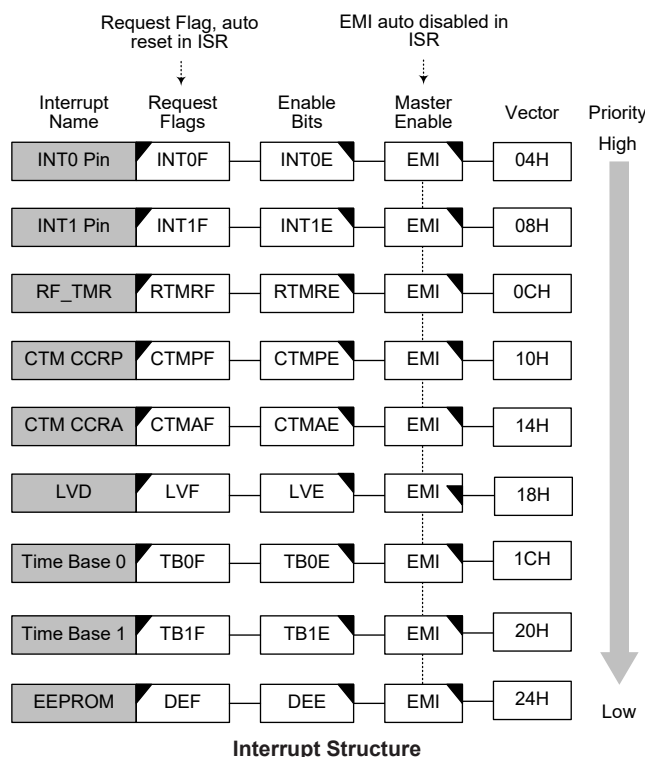 Request Flag, auto
reset in ISR
EMI auto disabled in
ISR
Interrupt
Name
Request
Flags
Enable
Bits
Master
Enable
Vector
Priority
High
INT0 Pin INT0F INT0E EMI 04H
INT1 Pin INT1F INT1E EMI 08H
RF_TMR RTMRF RTMRE EMI 0CH
CTM CCRP CTMPF CTMPE EMI 10H
CTM CCRA CTMAF CTMAE EMI 14H
LVD LVF LVE EMI 18H
Time Base 0 TB0F TB0E EMI 1CH
Time Base 1 TB1F TB1E EMI 20H
EEPROM DEF DEE EMI 24H
Low
Interrupt Structure